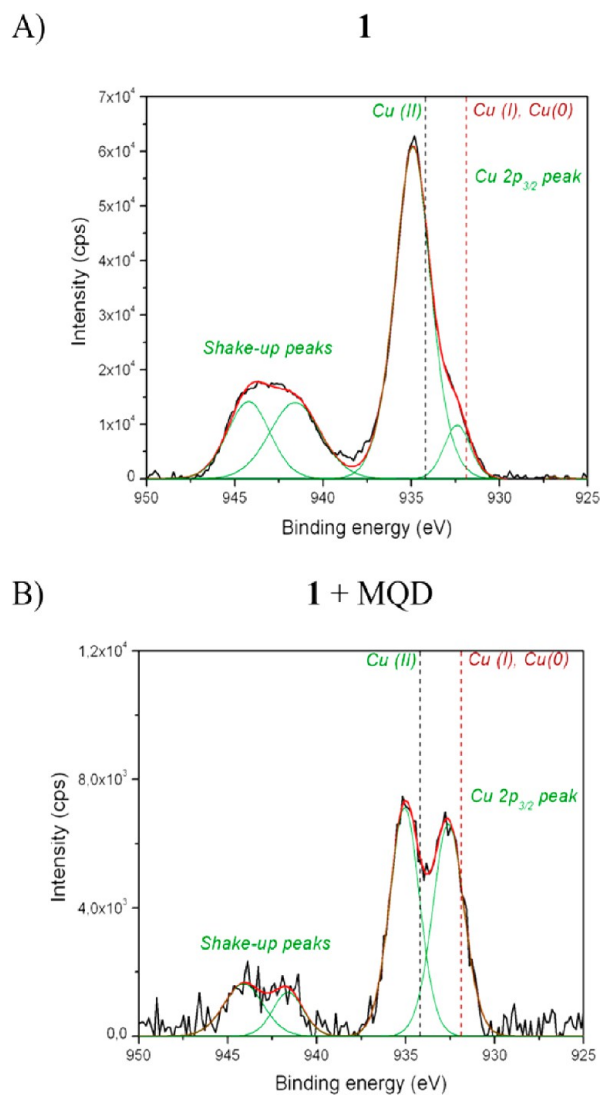 A) 1
Cu (II) Cu (I), Cu(0)
Cu 2p3/2 peak
Shake-up peaks
Intensity (cps)
7x10⁴
6x10⁴
5x10⁴
4x10⁴
3x10⁴
2x10⁴
1x10⁴
0
950 945 940 935 930 925
Binding energy (eV)
B) 1 + MQD
Cu (II) Cu (I), Cu(0)
Cu 2p3/2 peak
Shake-up peaks
Intensity (cps)
1,2x10⁴
8,0x10³
4,0x10³
0,0
950 945 940 935 930 925
Binding energy (eV)